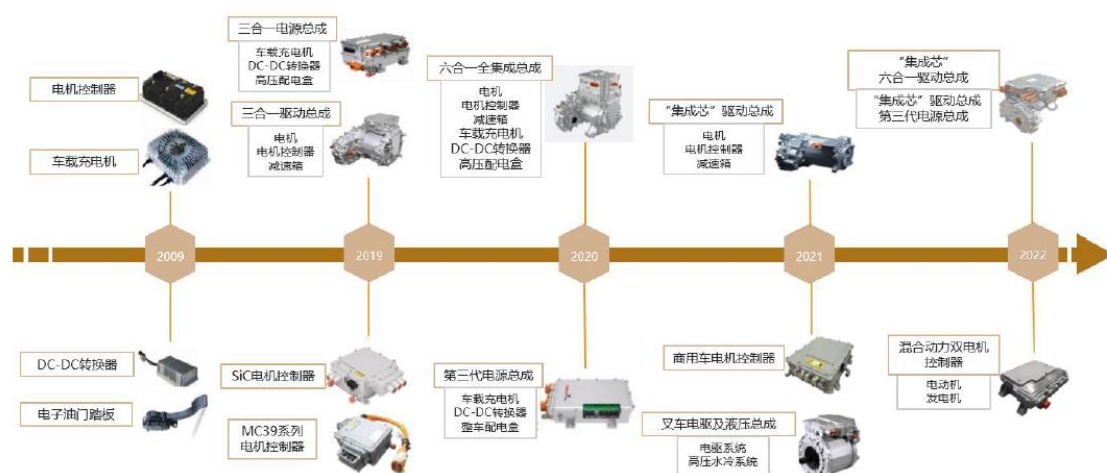 电机控制器
车载充电机
三合一电源总成
车载充电机
DC-DC转换器
高压配电盒
三合一驱动总成
电机
电机控制器
减速箱
六合一全集成总成
电机
电机控制器
减速箱
车载充电机
DC-DC转换器
高压配电盒
“集成芯”驱动总成
电机
电机控制器
减速箱
“集成芯”
六合一驱动总成
“集成芯”驱动总成
第三代电源总成
2009
2019
2020
2021
2022
DC-DC转换器
电子油门踏板
SiC电机控制器
MC39系列
电机控制器
第三代电源总成
车载充电机
DC-DC转换器
整车配电盒
商用车电机控制器
叉车电驱及液压总成
电驱系统
高压水冷系统
混合动力双电机
控制器
电动机
发电机